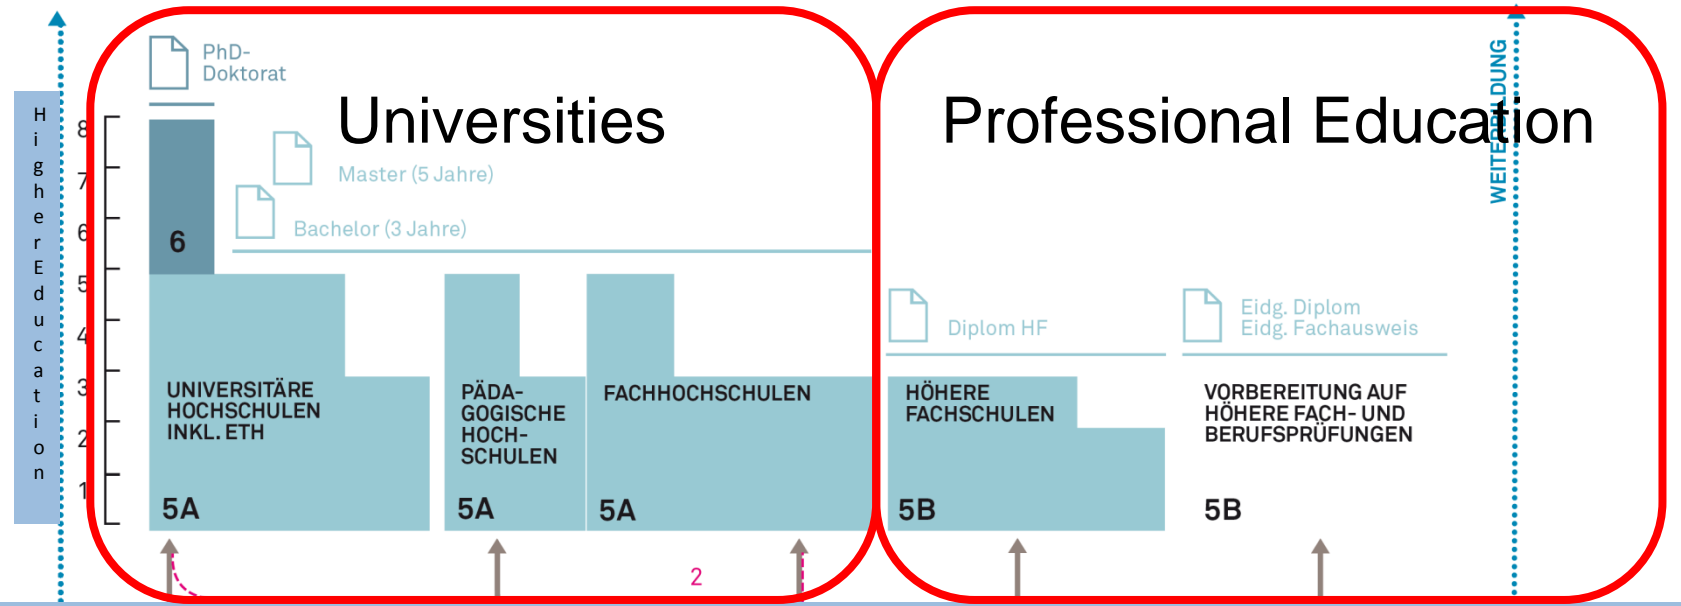 Higher Education
8
7
6
5
4
3
2
1
PhD-
Doktorat
Universities
Master (5 Jahre)
Bachelor (3 Jahre)
6
UNIVERSITÄRE
HOCHSCHULEN
INKL. ETH
5A
PÄDA-
GOGISCHE
HOCH-
SCHULEN
5A
FACHHOCHSCHULEN
5A
2
Professional Education
WEITERBILDUNG
Diplom HF
Eidg. Diplom
Eidg. Fachausweis
HÖHERE
FACHSCHULEN
5B
VORBEREITUNG AUF
HÖHERE FACH- UND
BERUFSPRÜFUNGEN
5B